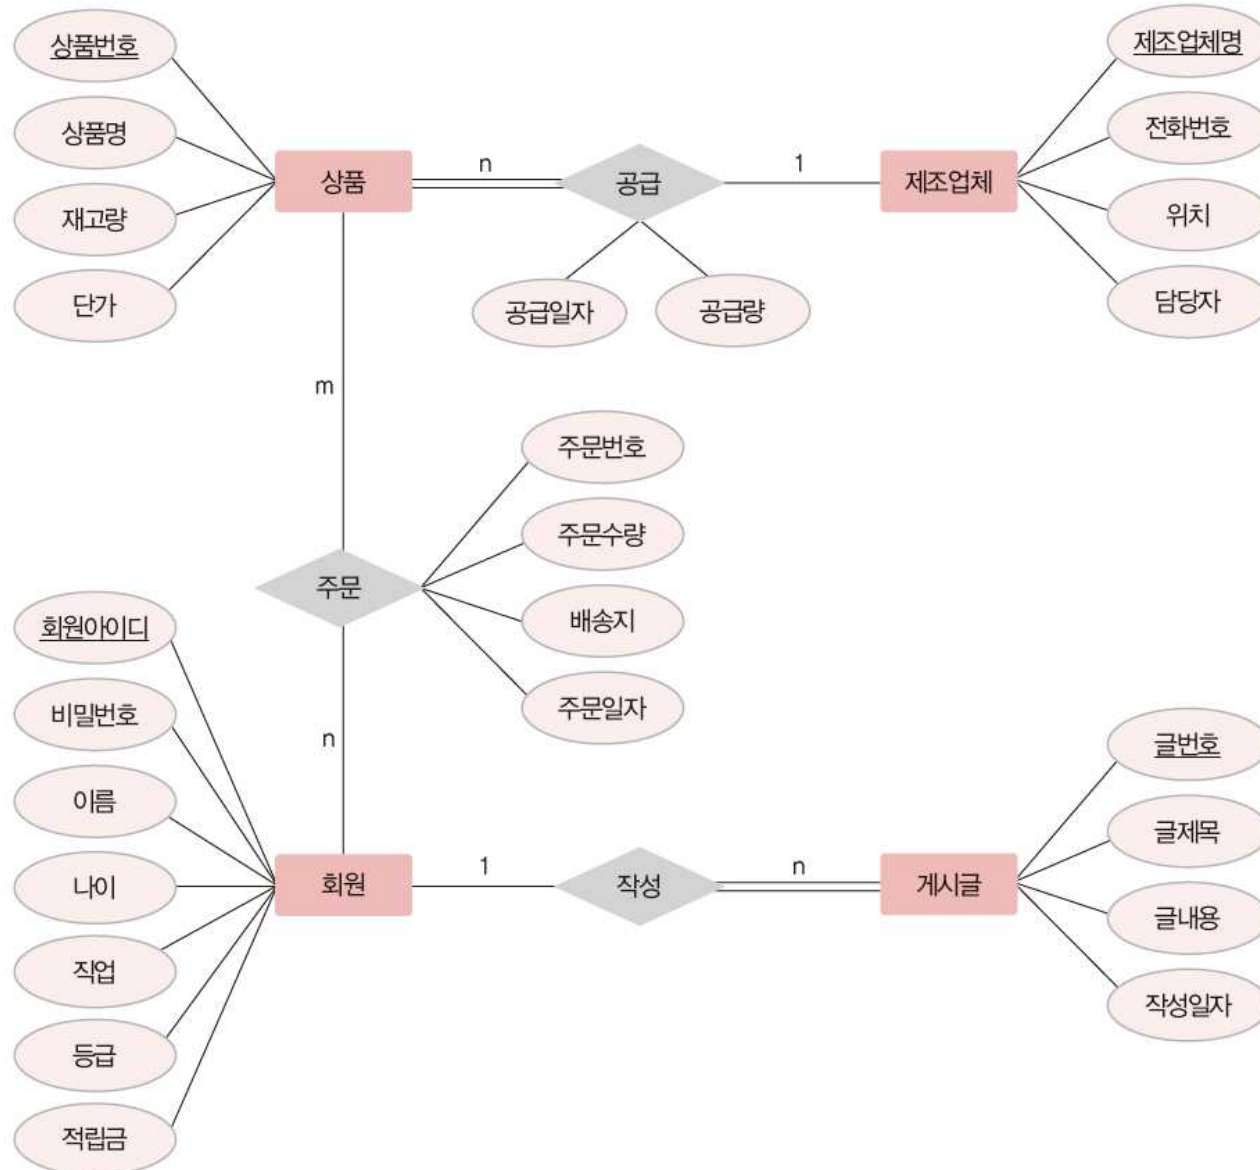 상품번호
상품명
재고량
단가
상품
n
공급
1
제조업체
공급일자
공급량
제조업체명
전화번호
위치
담당자
m
주문
주문번호
주문수량
배송지
주문일자
n
회원아이디
비밀번호
이름
나이
직업
등급
적립금
회원
1
작성
n
게시글
글번호
글제목
글내용
작성일자